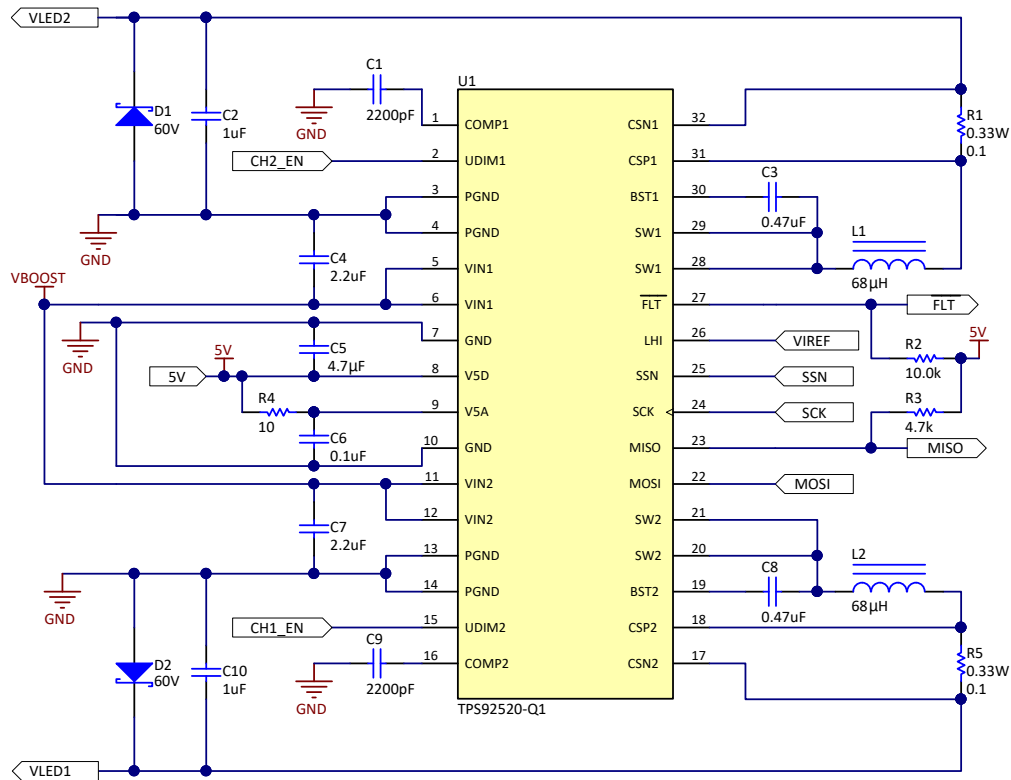 VLED2
C1
U1
2200pF
GND
D1
60V
C2
1uF
1 COMP1 CSN1 32
R1
0.33W
0.1
CH2_EN
2 UDIM1 CSP1 31
C3
0.47uF
3 PGND BST1 30
GND
4 PGND SW1 29
C4
2.2uF
L1
68µH
5 VIN1 SW1 28
VBOOST
6 VIN1 FLT 27
FLT
GND
7 GND LHI 26
VIREF
5V
C5
4.7µF
R2
10.0k
5V
5V
8 V5D SSN 25
SSN
R4
10
9 V5A SCK 24
SCK
R3
4.7k
C6
0.1uF
10 GND MISO 23
MISO
11 VIN2 MOSI 22
MOSI
12 VIN2 SW2 21
C7
2.2uF
13 PGND SW2 20
L2
68µH
C8
0.47uF
GND
14 PGND BST2 19
CH1_EN
15 UDIM2 CSP2 18
C9
2200pF
GND
16 COMP2 CSN2 17
R5
0.33W
0.1
D2
60V
C10
1uF
TPS92520-Q1
VLED1